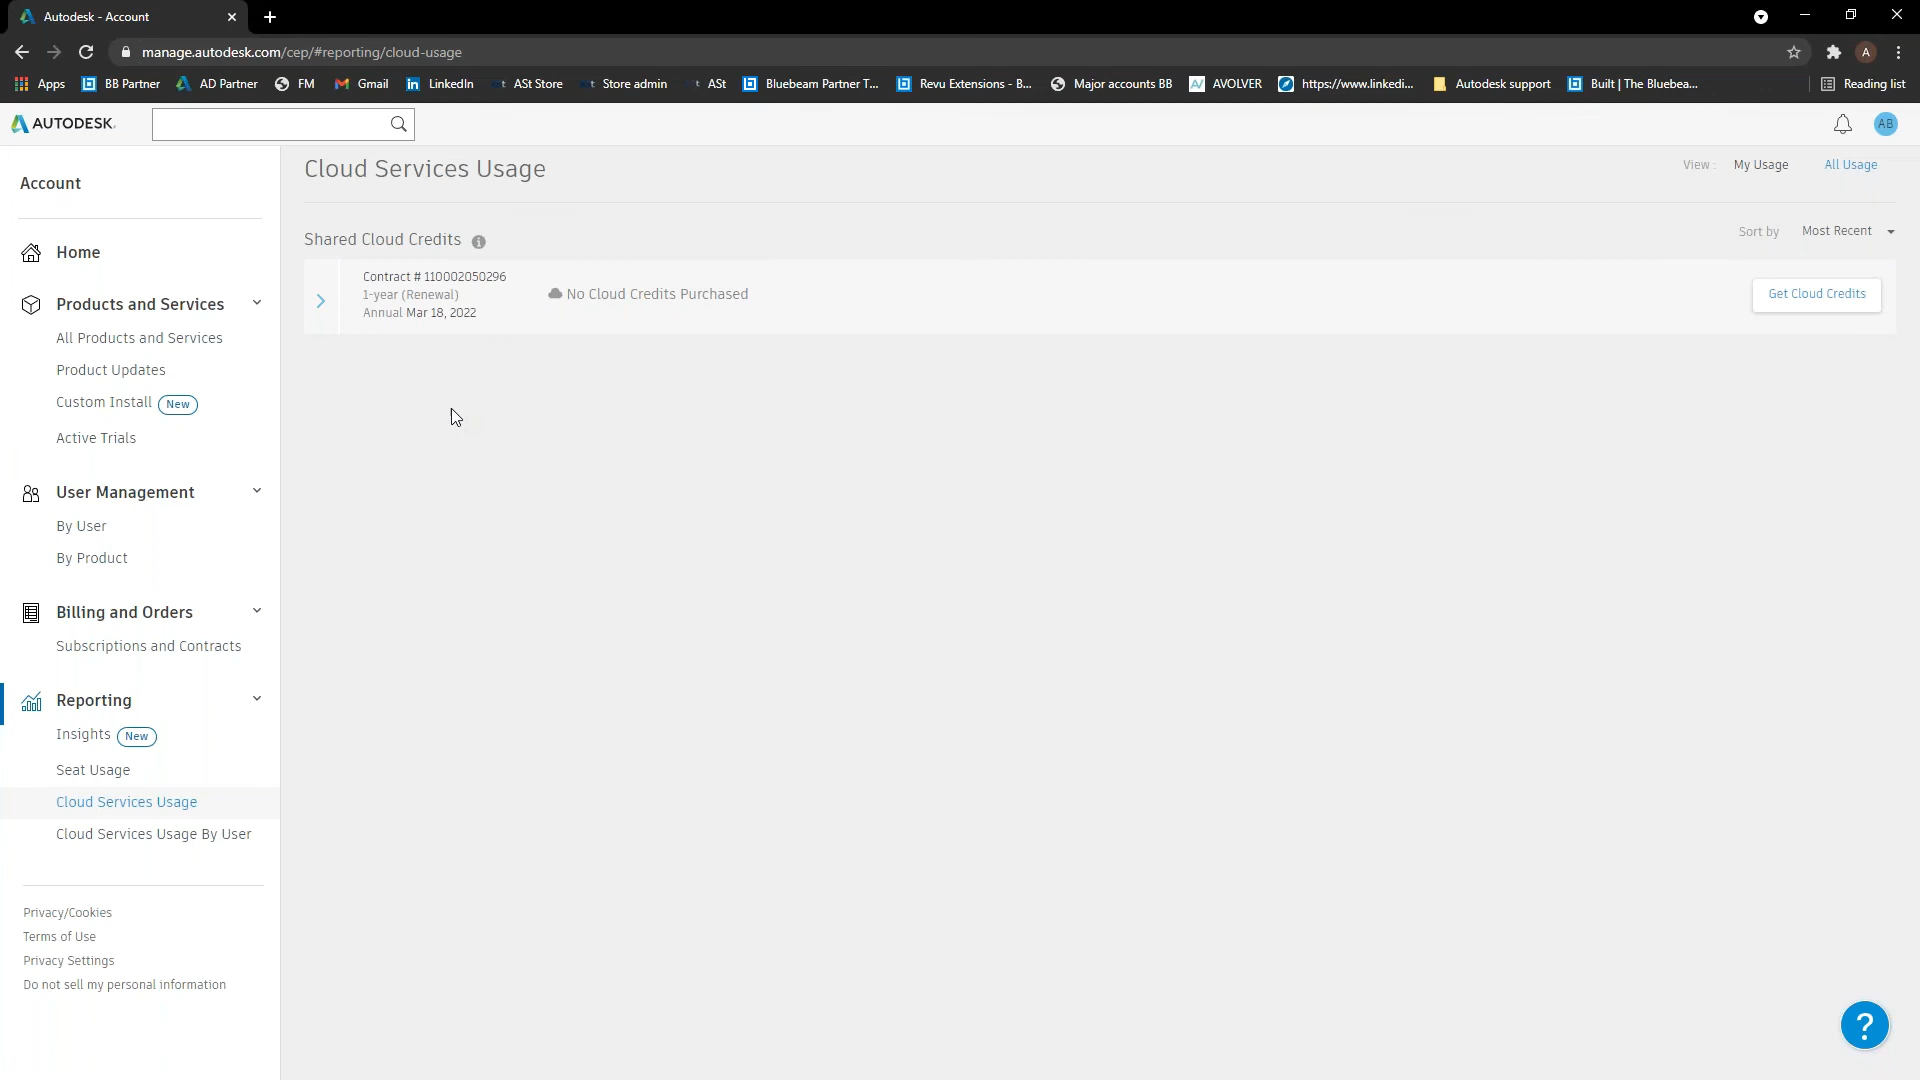 Autodesk - Account
manage.autodesk.com/cep/#reporting/cloud-usage
A
Apps BB Partner AD Partner FM Gmail LinkedIn ASt Store Store admin ASt Bluebeam Partner T... Revu Extensions - B... Major accounts BB AVOLVER https://www.linkedi... Autodesk support Built | The Bluebea... Reading list
AUTODESK.
AB
Account
Home
Products and Services
All Products and Services
Product Updates
Custom Install New
Active Trials
User Management
By User
By Product
Billing and Orders
Subscriptions and Contracts
Reporting
Insights New
Seat Usage
Cloud Services Usage
Cloud Services Usage By User
Privacy/Cookies
Terms of Use
Privacy Settings
Do not sell my personal information
Cloud Services Usage
View : My Usage All Usage
Shared Cloud Credits
Sort by Most Recent
Contract # 110002050296
1-year (Renewal)
Annual Mar 18, 2022
No Cloud Credits Purchased
Get Cloud Credits
?